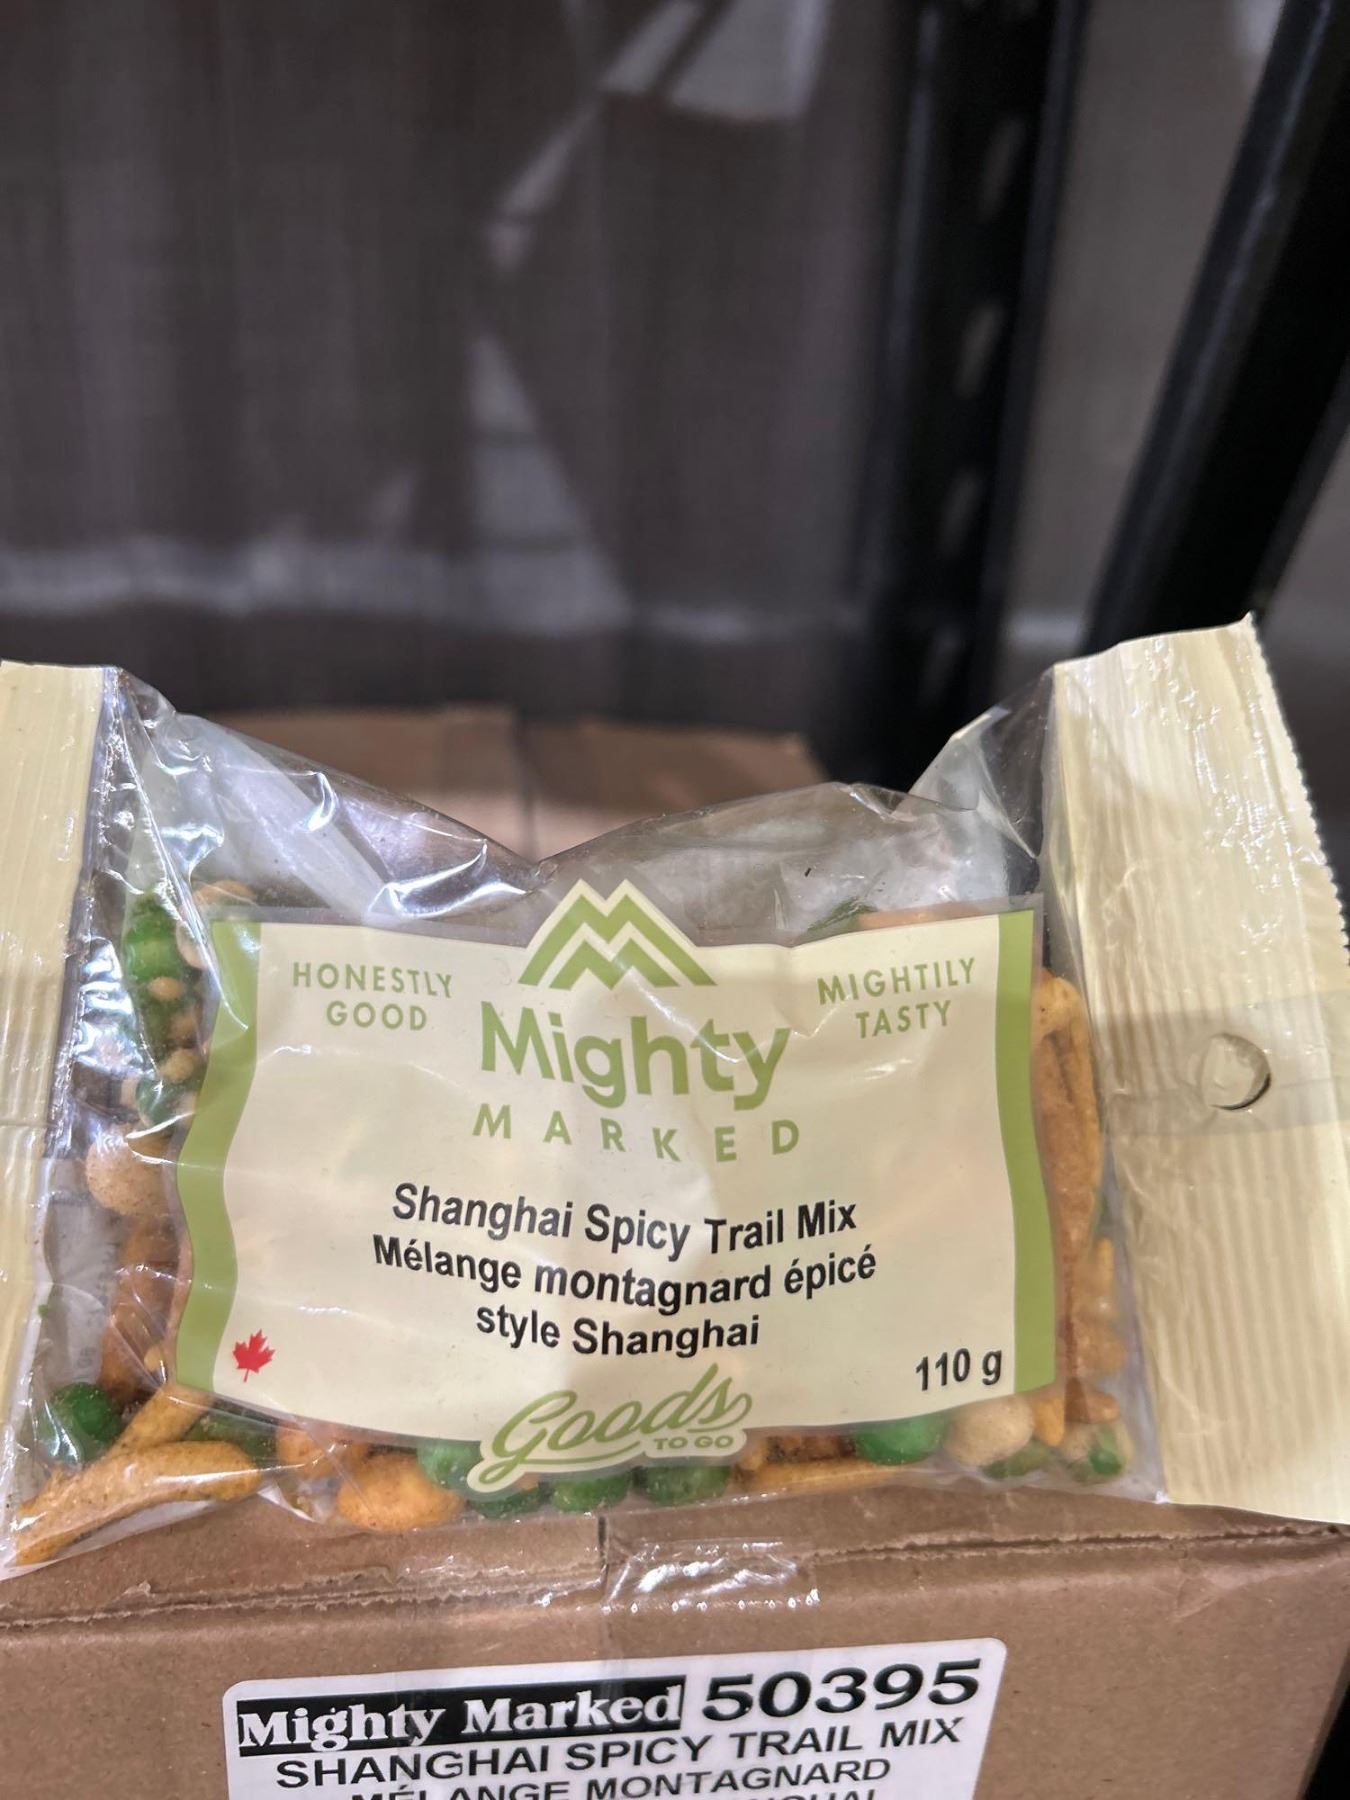 HONESTLY
GOOD
MIGHTILY
TASTY
Mighty
MARKED
Shanghai Spicy Trail Mix
Mélange montagnard épicé
style Shanghai
110 g
Goods
TO GO
Mighty Marked 50395
SHANGHAI SPICY TRAIL MIX
MÉLANGE MONTAGNARD